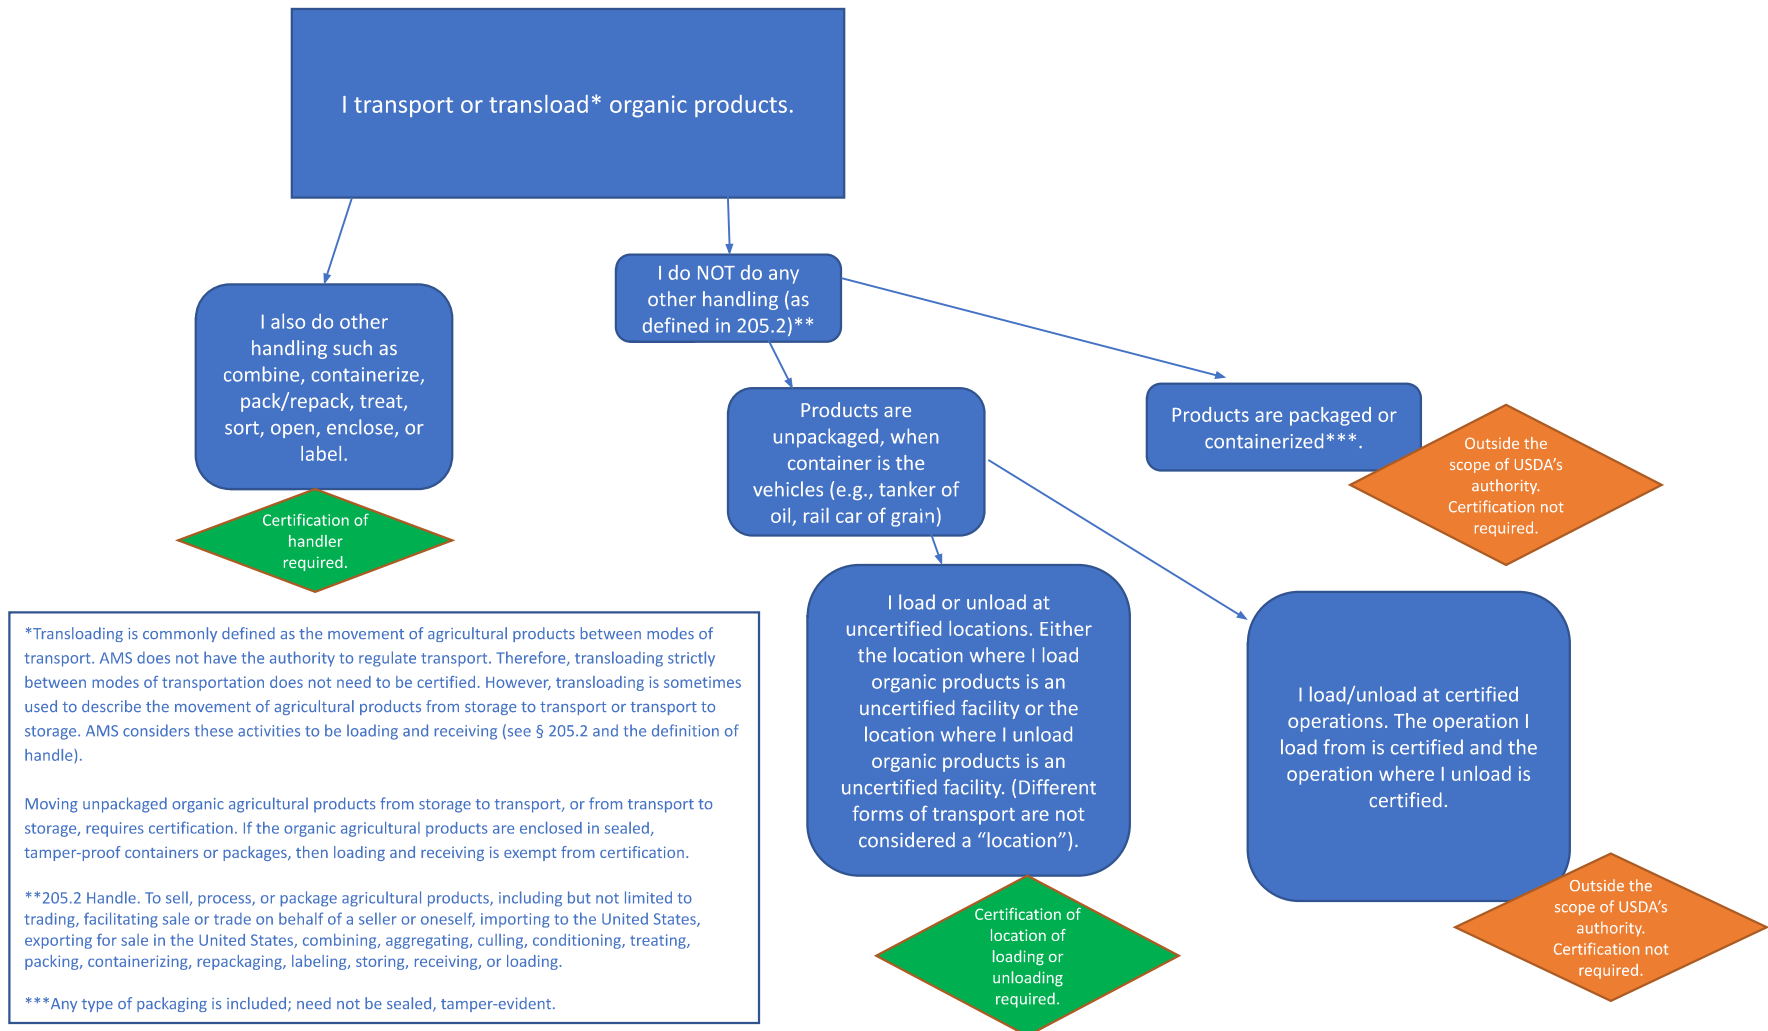 I transport or transload* organic products.
I also do other
handling such as
combine, containerize,
pack/repack, treat,
sort, open, enclose, or
label.
Certification of
handler
required.
I do NOT do any
other handling (as
defined in 205.2)**
Products are
unpackaged, when
container is the
vehicles (e.g., tanker of
oil, rail car of grain)
Products are packaged or
containerized***.
Outside the
scope of USDA’s
authority.
Certification not
required.
I load or unload at
uncertified locations. Either
the location where I load
organic products is an
uncertified facility or the
location where I unload
organic products is an
uncertified facility. (Different
forms of transport are not
considered a “location”).
Certification of
location of
loading or
unloading
required.
I load/unload at certified
operations. The operation I
load from is certified and the
operation where I unload is
certified.
Outside the
scope of USDA’s
authority.
Certification not
required.
*Transloading is commonly defined as the movement of agricultural products between modes of
transport. AMS does not have the authority to regulate transport. Therefore, transloading strictly
between modes of transportation does not need to be certified. However, transloading is sometimes
used to describe the movement of agricultural products from storage to transport or transport to
storage. AMS considers these activities to be loading and receiving (see § 205.2 and the definition of
handle).
Moving unpackaged organic agricultural products from storage to transport, or from transport to
storage, requires certification. If the organic agricultural products are enclosed in sealed,
tamper-proof containers or packages, then loading and receiving is exempt from certification.
**205.2 Handle. To sell, process, or package agricultural products, including but not limited to
trading, facilitating sale or trade on behalf of a seller or oneself, importing to the United States,
exporting for sale in the United States, combining, aggregating, culling, conditioning, treating,
packing, containerizing, repackaging, labeling, storing, receiving, or loading.
***Any type of packaging is included; need not be sealed, tamper-evident.